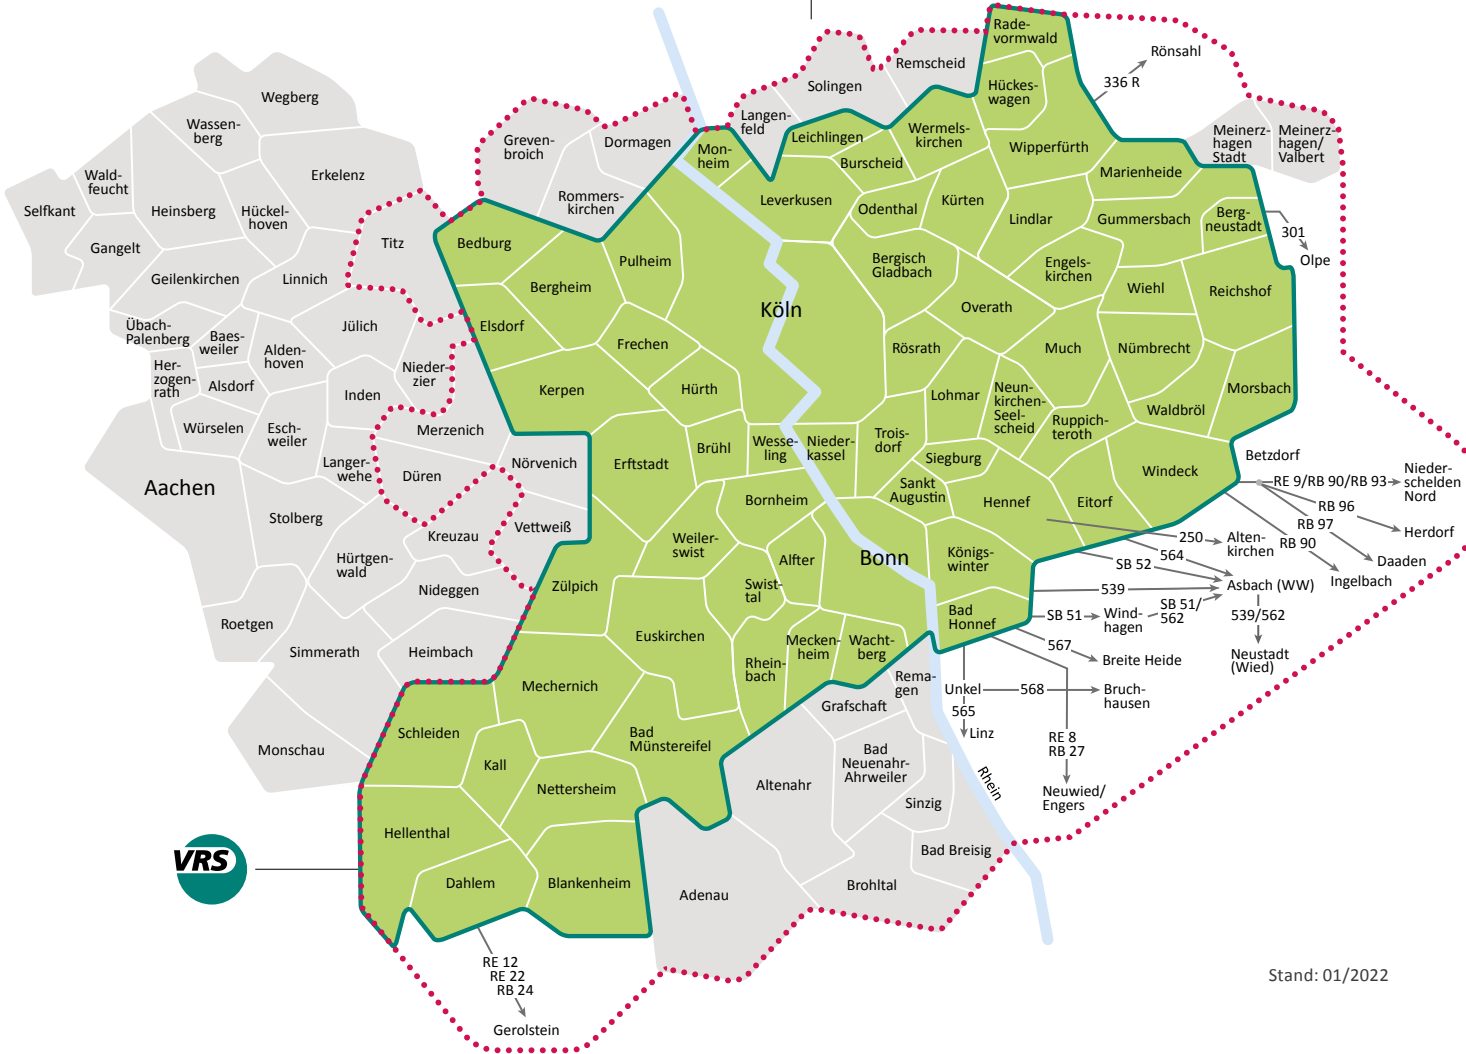 Rade-
vormwald
Rönsahl
336 R
Remscheid
Solingen
Hückes-
wagen
Langen-
feld
Wegberg
Wassen-
berg
Greven-
broich
Dormagen
Mon-
heim
Leichlingen
Wermels-
kirchen
Wipperfürth
Meinerz-
hagen
Stadt
Meinerz-
hagen/
Valbert
Burscheid
Marienheide
Wald-
feucht
Erkelenz
Rommers-
kirchen
Leverkusen
Odenthal
Kürten
Lindlar
Gummersbach
Berg-
neustadt
301
Olpe
Selfkant
Heinsberg
Hückel-
hoven
Gangelt
Titz
Bedburg
Pulheim
Bergisch
Gladbach
Engels-
kirchen
Geilenkirchen
Linnich
Bergheim
Wiehl
Reichshof
Köln
Overath
Übach-
Palenberg
Baes-
weiler
Alden-
hoven
Jülich
Elsdorf
Frechen
Rösrath
Much
Nümbrecht
Her-
zogen-
rath
Alsdorf
Inden
Nieder-
zier
Kerpen
Hürth
Lohmar
Neun-
kirchen-
Seel-
scheid
Morsbach
Waldbröl
Würselen
Esch-
weiler
Merzenich
Ruppich-
teroth
Brühl
Wesse-
ling
Nieder-
kassel
Trois-
dorf
Langer-
wehe
Düren
Nörvenich
Erftstadt
Siegburg
Windeck
Betzdorf
Aachen
Sankt
Augustin
Hennef
Eitorf
RE 9/RB 90/RB 93
Nieder-
schelden
Nord
Bornheim
RB 96
Herdorf
Stolberg
Kreuzau
Vettweiß
RB 97
Daaden
RB 90
Ingelbach
Weiler-
swist
Alfter
Bonn
Königs-
winter
250
Alten-
kirchen
564
SB 52
Asbach (WW)
Hürtgen-
wald
Nideggen
Zülpich
Swist-
tal
539
Bad
Honnef
SB 51
Wind-
hagen
SB 51/
562
539/562
Neustadt
(Wied)
Roetgen
Simmerath
Heimbach
Euskirchen
Mecken-
heim
Wacht-
berg
Rhein-
bach
567
Breite Heide
Mechernich
Rema-
gen
Unkel
568
Bruch-
hausen
565
Linz
Grafschaft
Schleiden
Bad
Münstereifel
Monschau
Kall
Bad
Neuenahr-
Ahrweiler
RE 8
RB 27
Neuwied/
Engers
Rhein
Nettersheim
Altenahr
Sinzig
Hellenthal
Bad Breisig
VRS
Dahlem
Blankenheim
Adenau
Brohltal
RE 12
RE 22
RB 24
Gerolstein
Stand: 01/2022